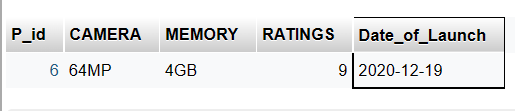 P_id CAMERA MEMORY RATINGS Date_of_Launch
6 64MP 4GB 9 2020-12-19